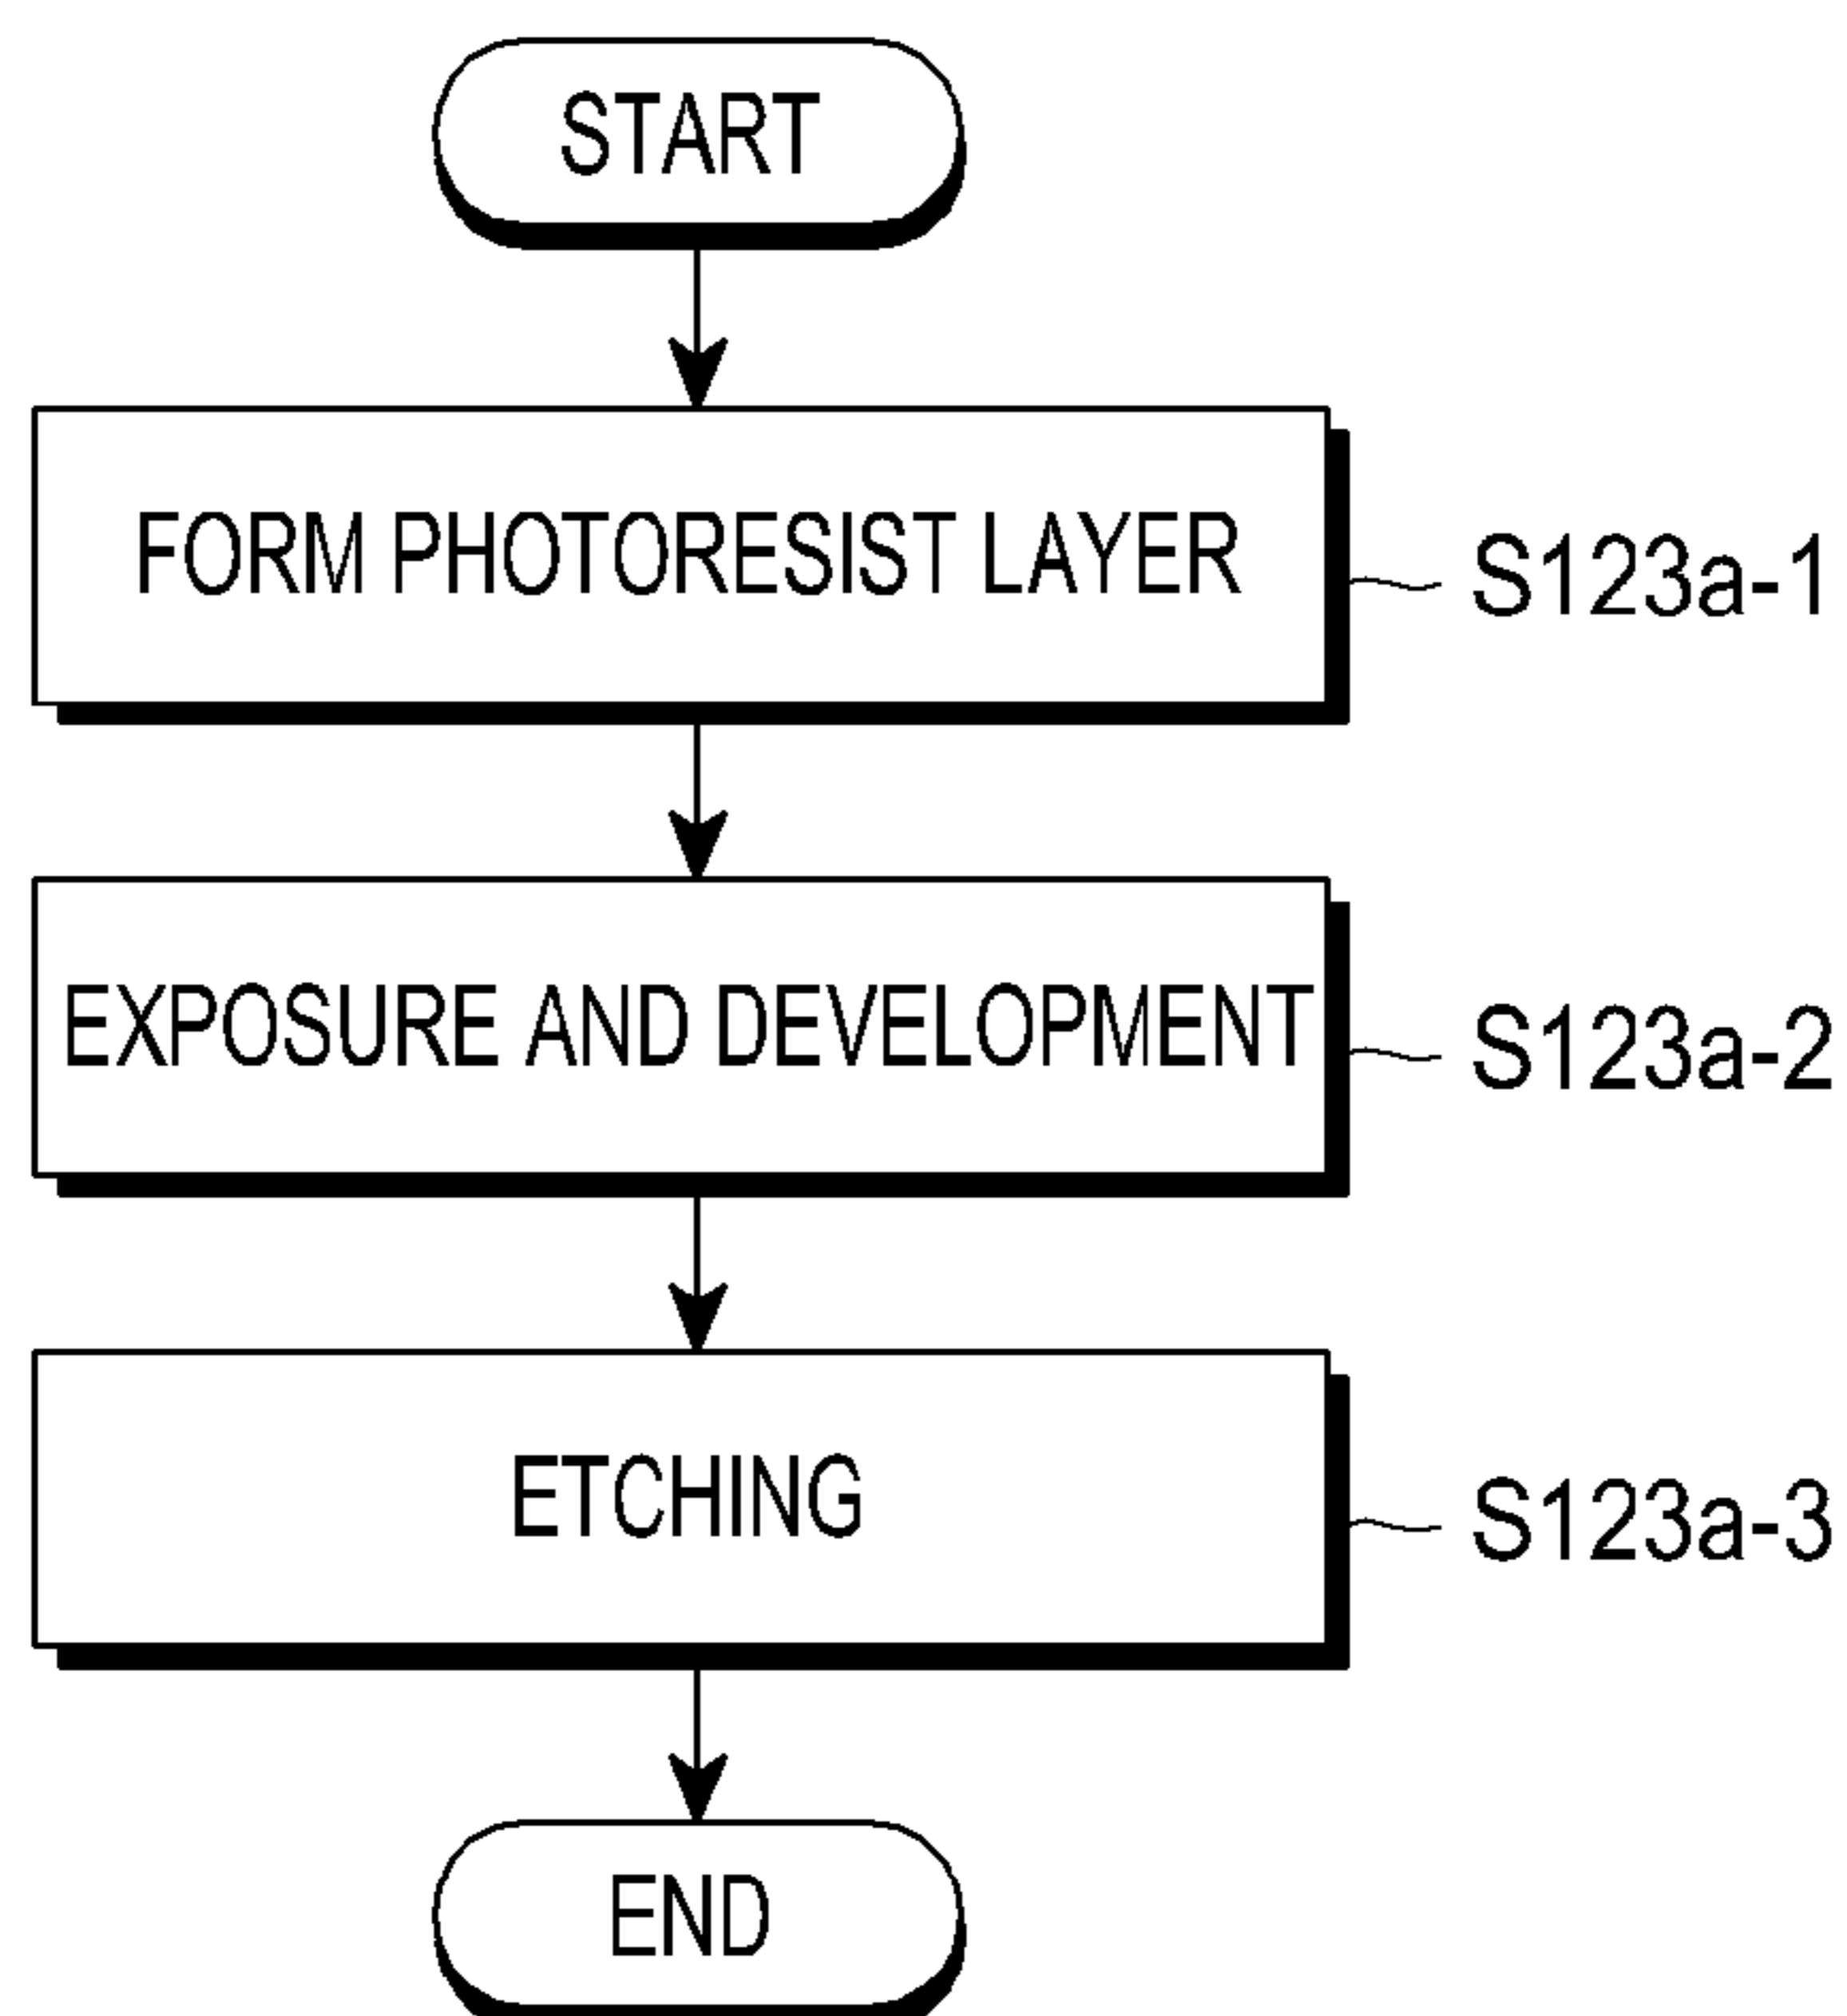 START
FORM PHOTORESIST LAYER
S123a-1
EXPOSURE AND DEVELOPMENT
S123a-2
ETCHING
S123a-3
END